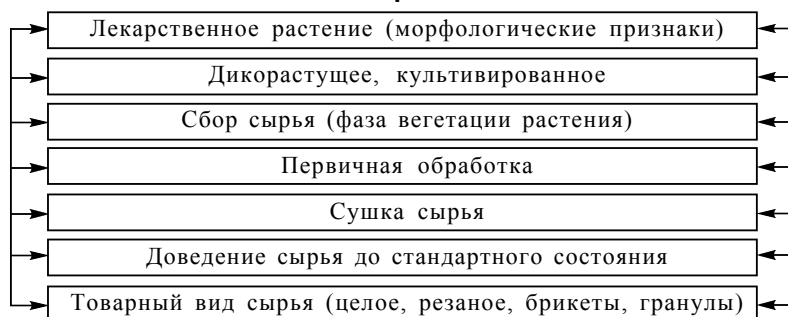 Лекарственное растение (морфологические признаки)
Дикорастущее, культивированное
Сбор сырья (фаза вегетации растения)
Первичная обработка
Сушка сырья
Доведение сырья до стандартного состояния
Товарный вид сырья (целое, резаное, брикеты, гранулы)